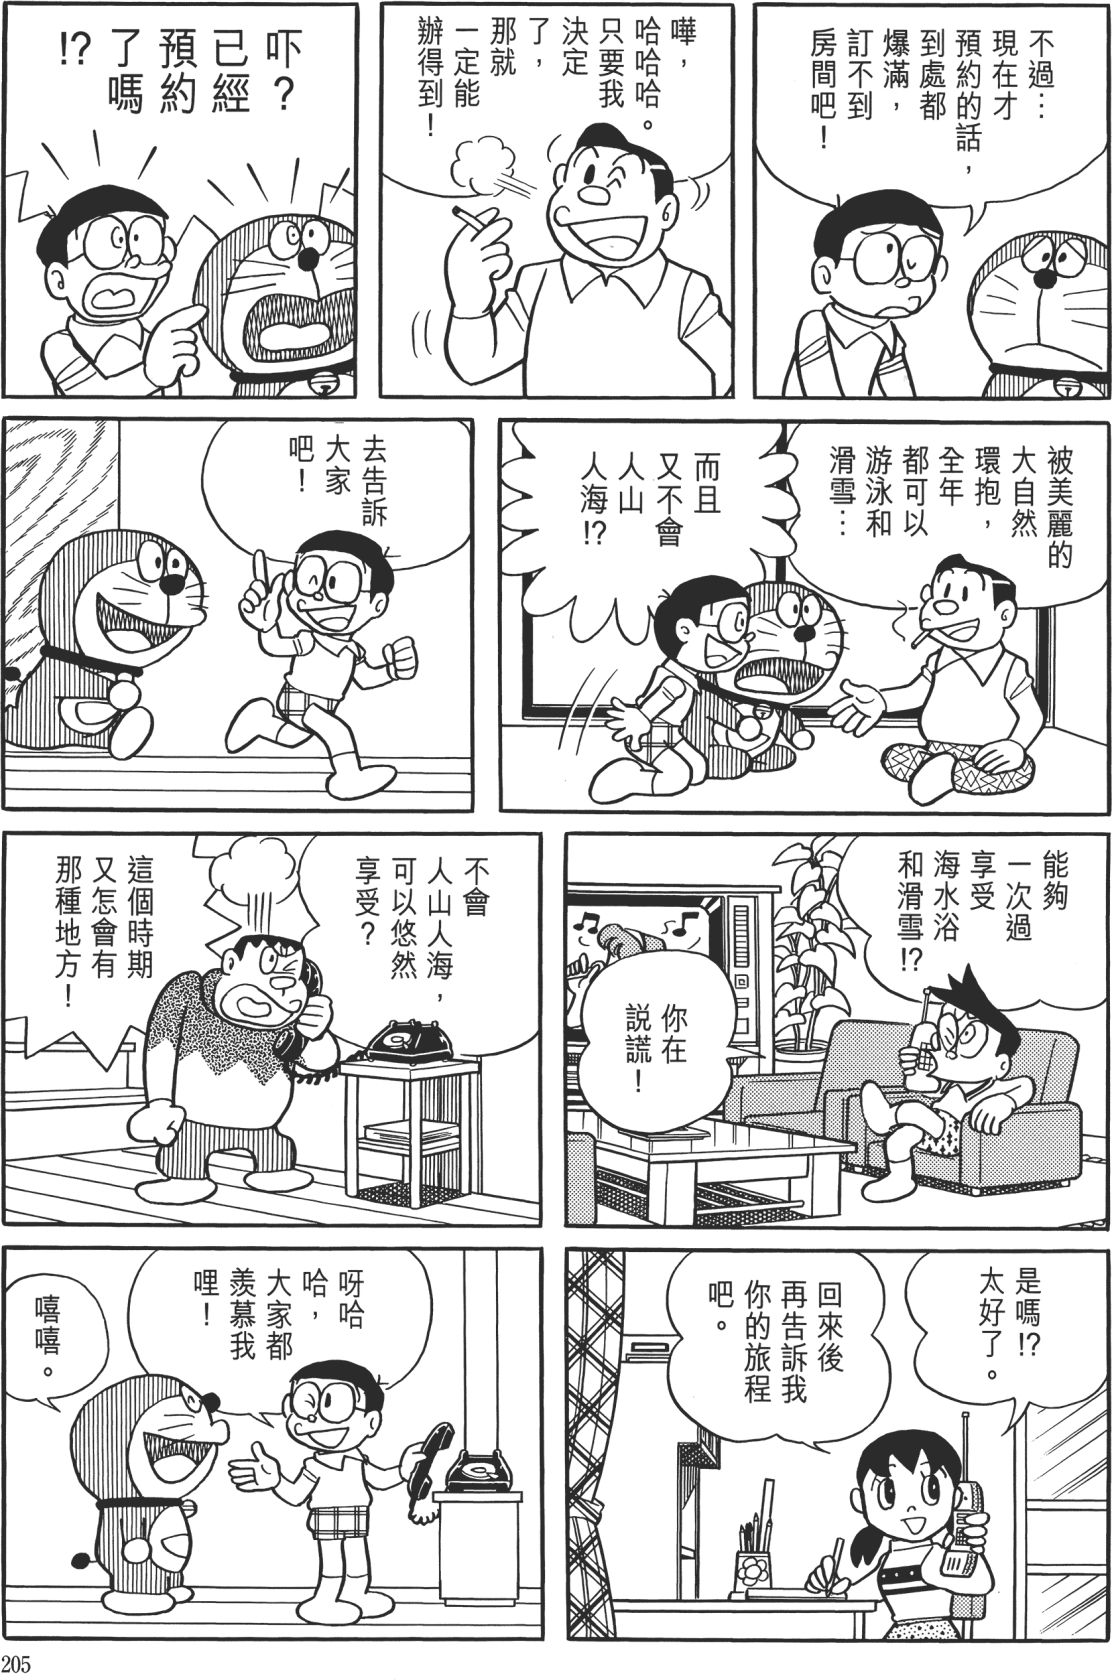 不過…
現在才
預約的話，
到處都
爆滿，
訂不到
房間吧！
嘩，
哈哈哈。
只要我
決定
了，
那就
一定能
辦得到！
吓？
已經
預約
了嗎
!?
被美麗的
大自然
環抱，
全年
都可以
游泳和
滑雪…
而且
又不會
人山
人海!?
去告訴
大家
吧！
能夠
一次過
享受
海水浴
和滑雪!?
你在
說謊！
不會
人山人海，
可以悠然
享受？
這個時期
又怎會有
那種地方！
是嗎!?
太好了。
回來後
再告訴我
你的旅程
吧。
呀哈
哈，
大家都
羨慕我
哩！
嘻嘻。
205